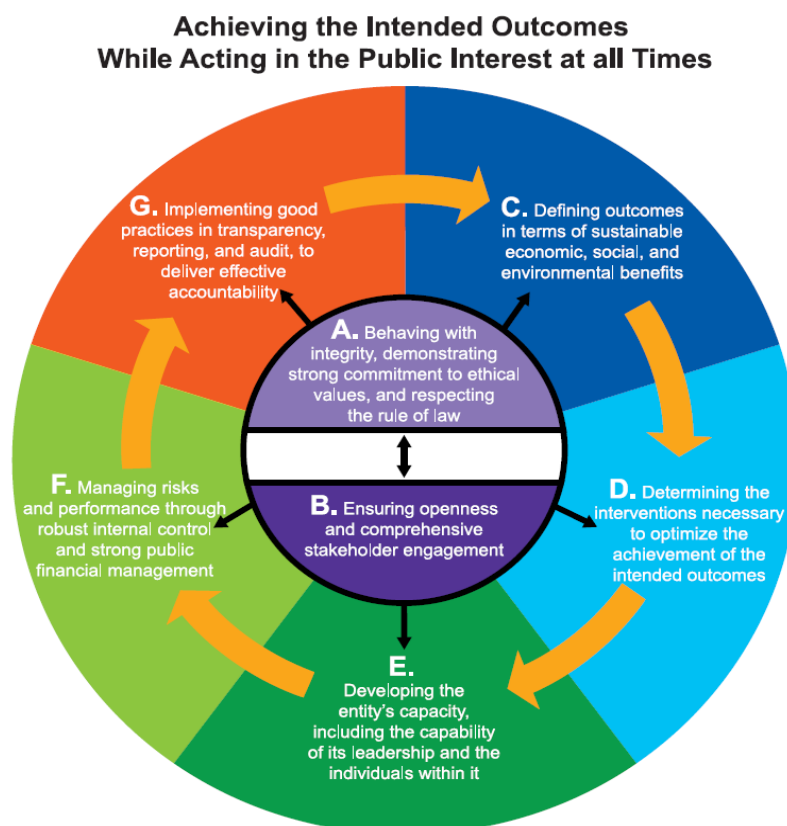 Achieving the Intended Outcomes
While Acting in the Public Interest at all Times
G. Implementing good
practices in transparency,
reporting, and audit, to
deliver effective
accountability
C. Defining outcomes
in terms of sustainable
economic, social, and
environmental benefits
A. Behaving with
integrity, demonstrating
strong commitment to ethical
values, and respecting
the rule of law
B. Ensuring openness
and comprehensive
stakeholder engagement
F. Managing risks
and performance through
robust internal control
and strong public
financial management
D. Determining the
interventions necessary
to optimize the
achievement of the
intended outcomes
E.
Developing the
entity's capacity,
including the capability
of its leadership and the
individuals within it